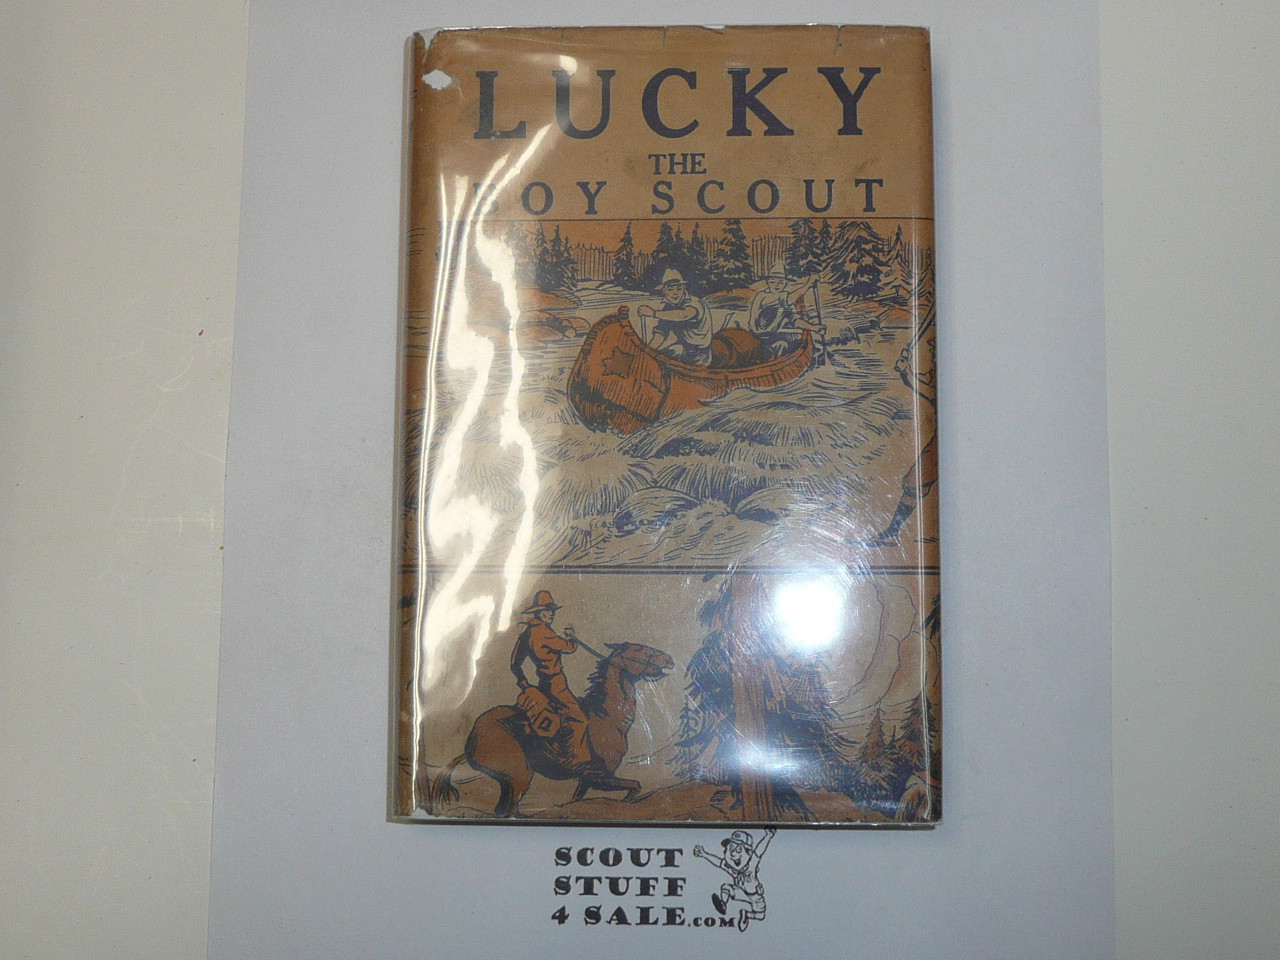 LUCKY
THE
BOY SCOUT
SCOUT
STUFF
4 SALE.COM